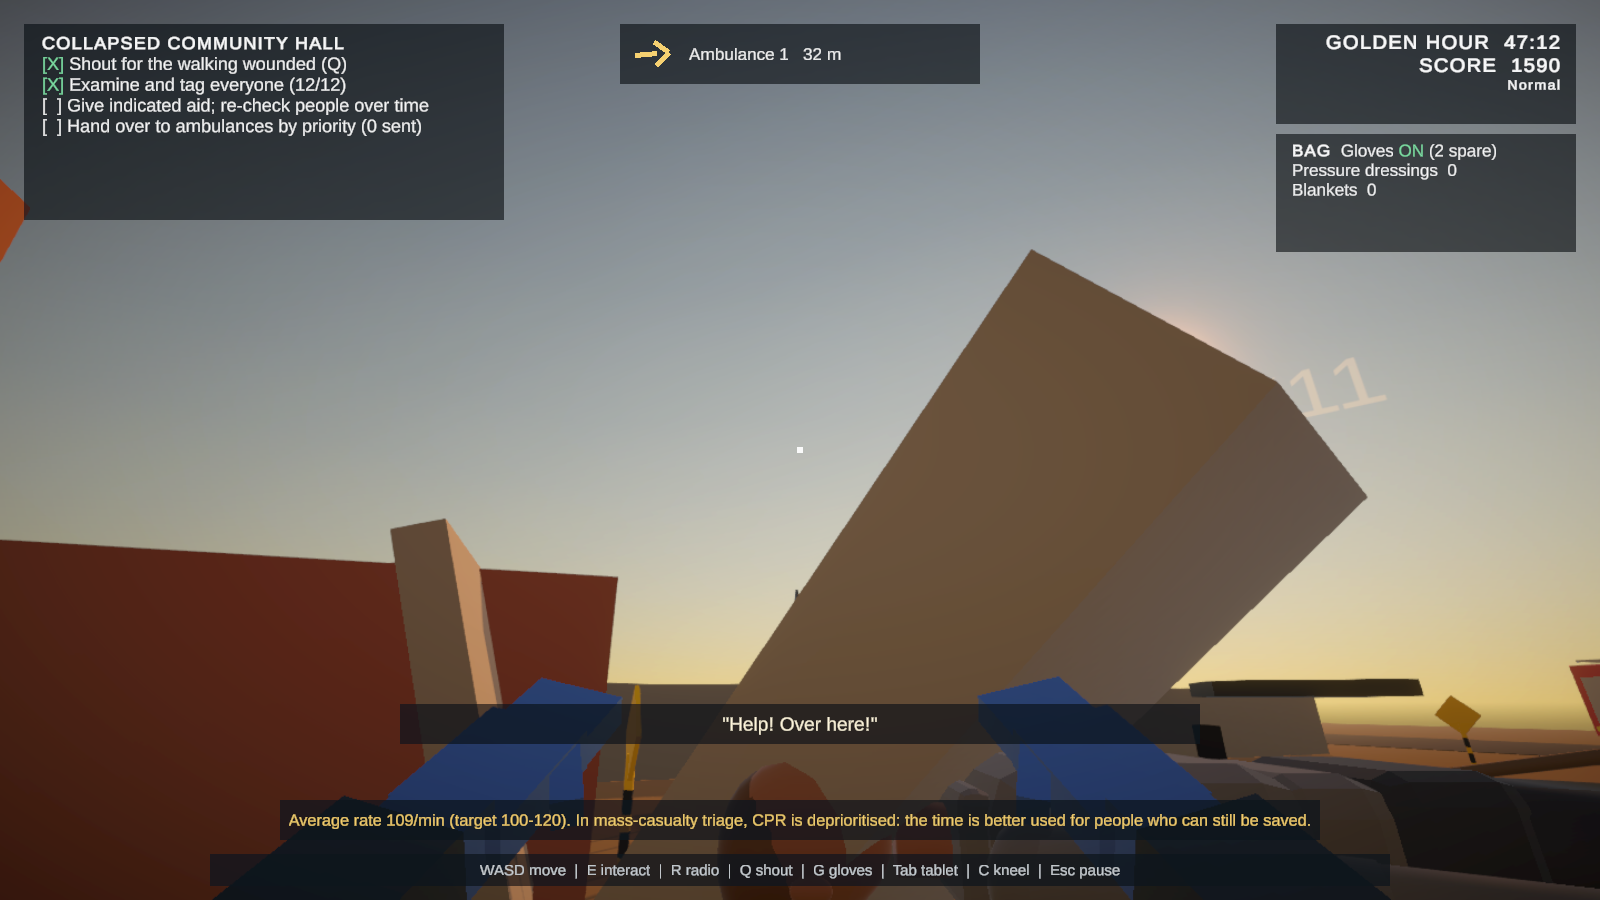 COLLAPSED COMMUNITY HALL
[X] Shout for the walking wounded (Q)
[X] Examine and tag everyone (12/12)
[ ] Give indicated aid; re-check people over time
[ ] Hand over to ambulances by priority (0 sent)
Ambulance 1 32 m
GOLDEN HOUR 47:12
SCORE 1590
Normal
BAG Gloves ON (2 spare)
Pressure dressings 0
Blankets 0
11
"Help! Over here!"
Average rate 109/min (target 100-120). In mass-casualty triage, CPR is deprioritised: the time is better used for people who can still be saved.
WASD move | E interact | R radio | Q shout | G gloves | Tab tablet | C kneel | Esc pause